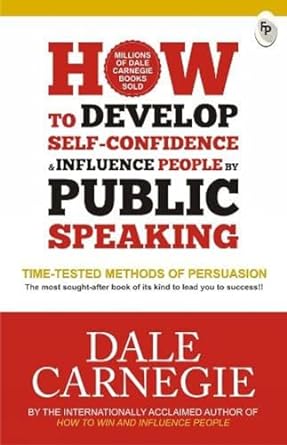 FP
HOW
MILLIONS
OF DALE
CARNEGIE
BOOKS
SOLD
TO DEVELOP
SELF-CONFIDENCE
& INFLUENCE PEOPLE BY
PUBLIC
SPEAKING
TIME-TESTED METHODS OF PERSUASION
The most sought-after book of its kind to lead you to success!!
DALE
CARNEGIE
BY THE INTERNATIONALLY ACCLAIMED AUTHOR OF
HOW TO WIN AND INFLUENCE PEOPLE